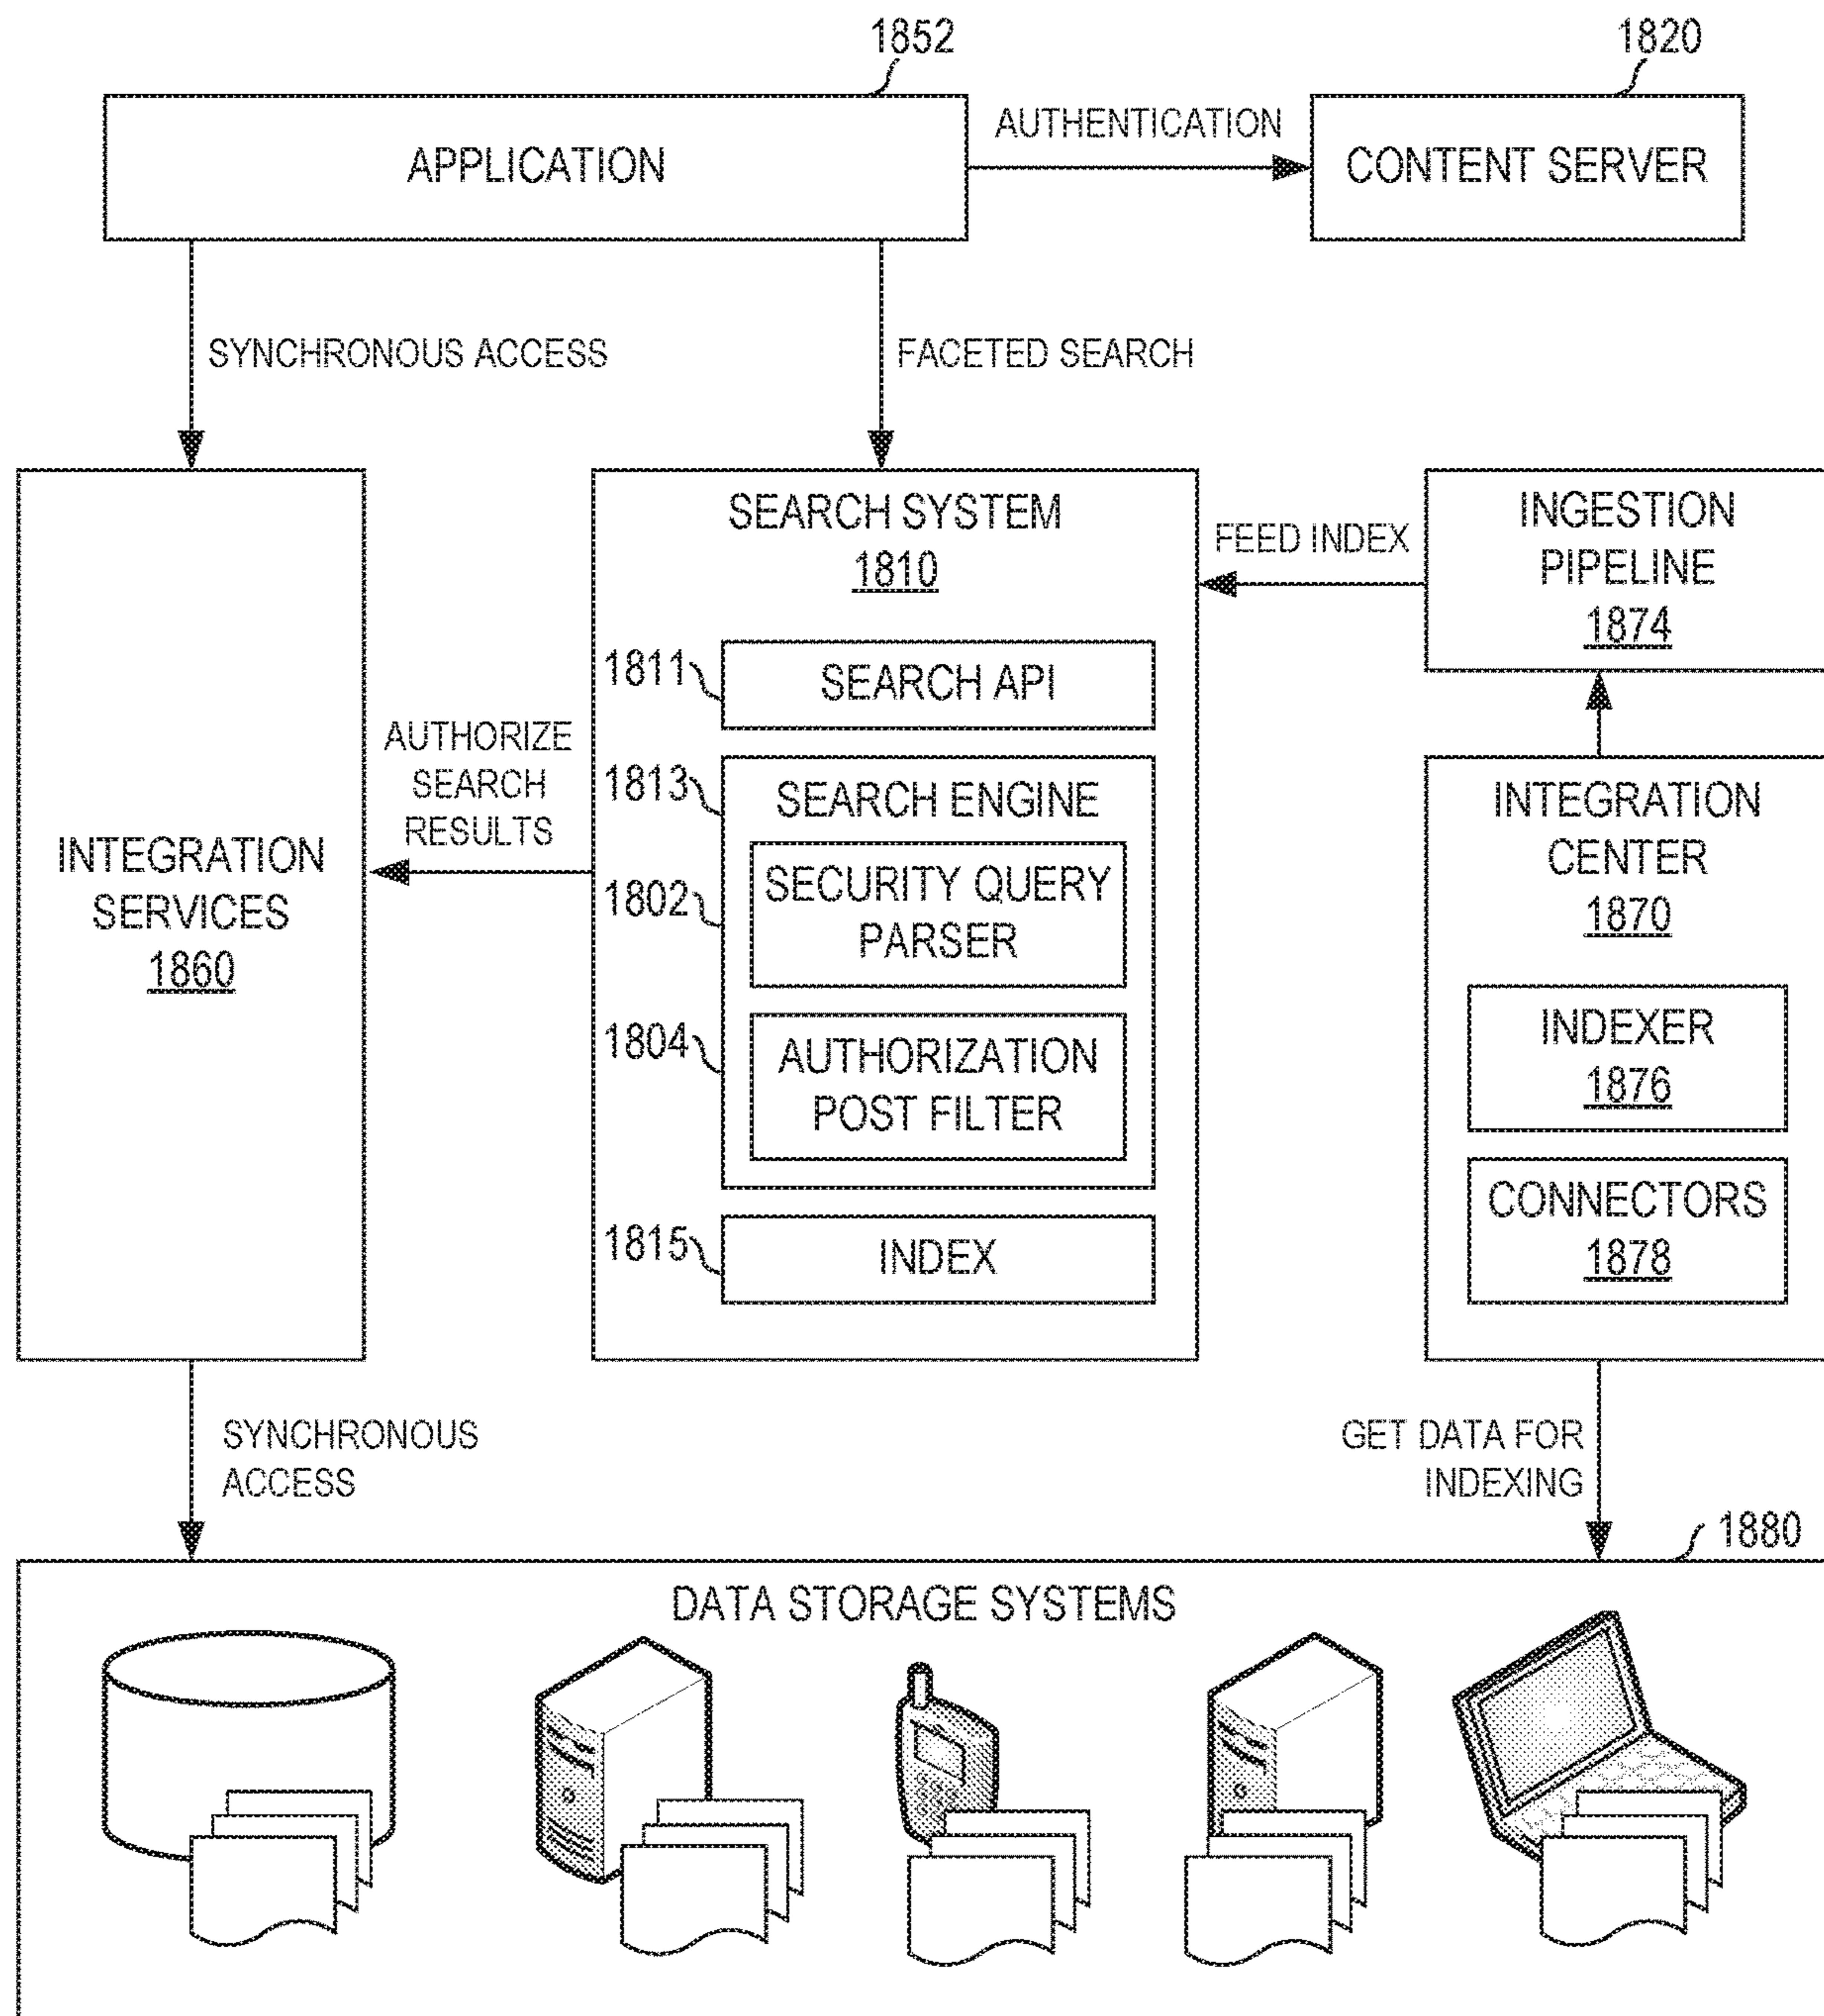 1852
1820
APPLICATION
AUTHENTICATION
CONTENT SERVER
SYNCHRONOUS ACCESS
FACETED SEARCH
INTEGRATION
SERVICES
1860
AUTHORIZE
SEARCH
RESULTS
SEARCH SYSTEM
1810
1811
SEARCH API
1813
SEARCH ENGINE
1802
SECURITY QUERY
PARSER
1804
AUTHORIZATION
POST FILTER
1815
INDEX
FEED INDEX
INGESTION
PIPELINE
1874
INTEGRATION
CENTER
1870
INDEXER
1876
CONNECTORS
1878
SYNCHRONOUS
ACCESS
GET DATA FOR
INDEXING
1880
DATA STORAGE SYSTEMS